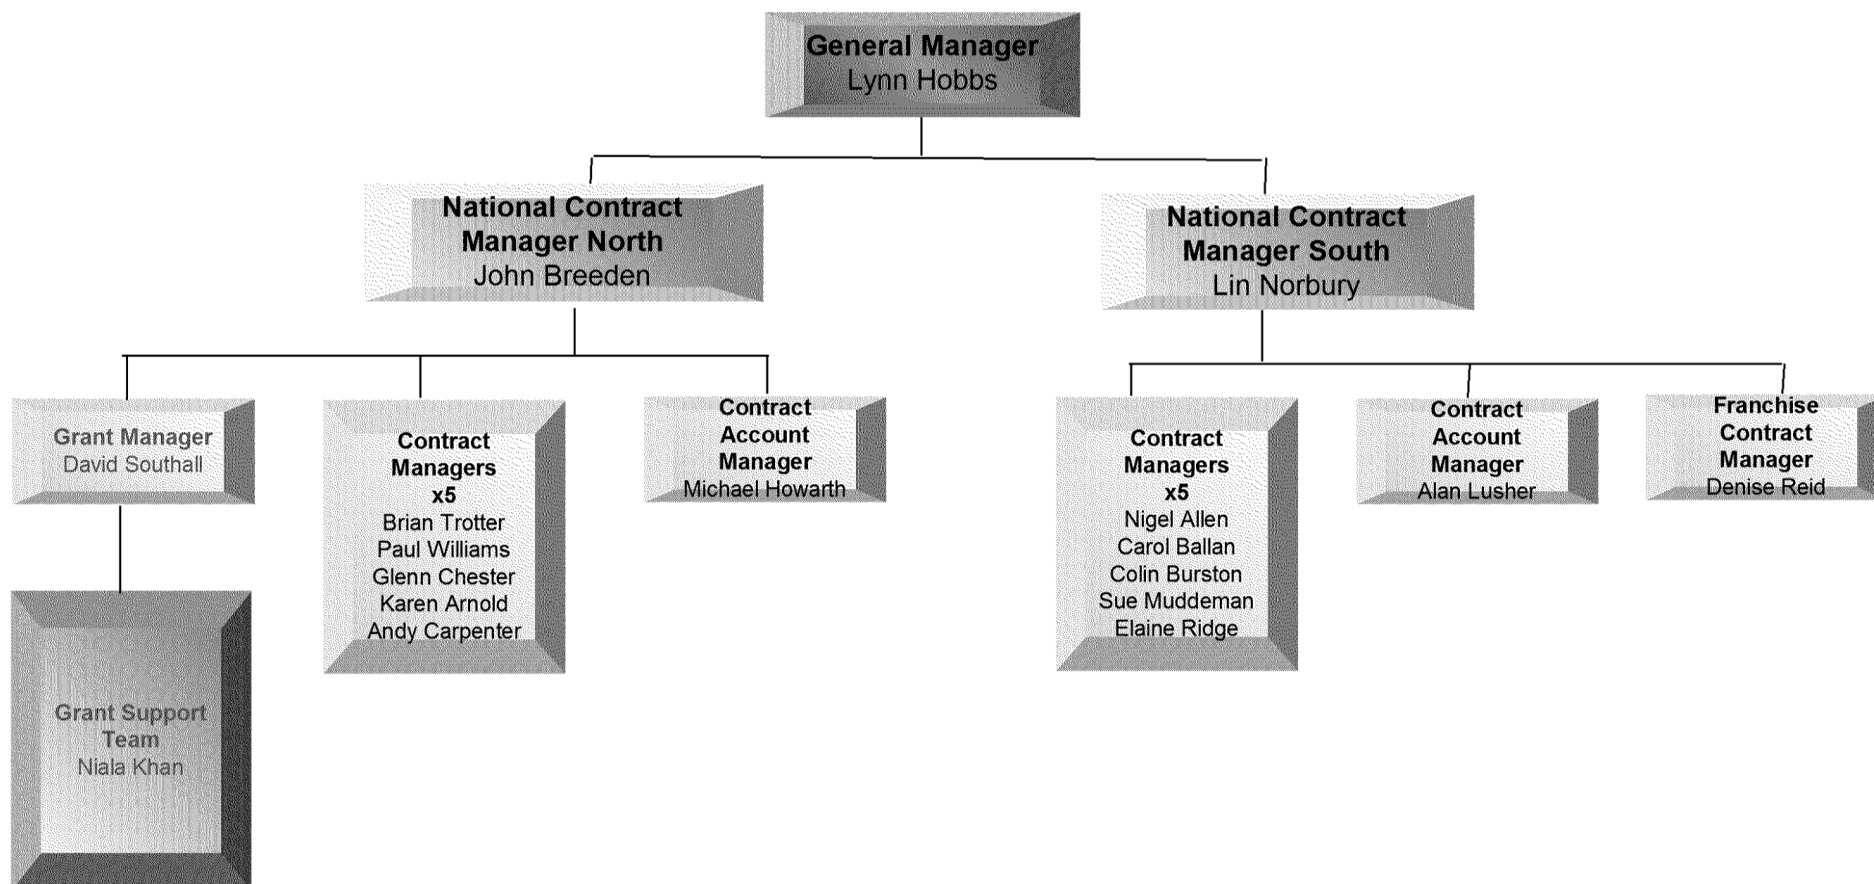 General Manager
Lynn Hobbs
National Contract
Manager North
John Breeden
National Contract
Manager South
Lin Norbury
Grant Manager
David Southall
Contract
Managers
x5
Brian Trotter
Paul Williams
Glenn Chester
Karen Arnold
Andy Carpenter
Contract
Account
Manager
Michael Howarth
Contract
Managers
x5
Nigel Allen
Carol Ballan
Colin Burston
Sue Muddeman
Elaine Ridge
Contract
Account
Manager
Alan Lusher
Franchise
Contract
Manager
Denise Reid
Grant Support
Team
Niala Khan